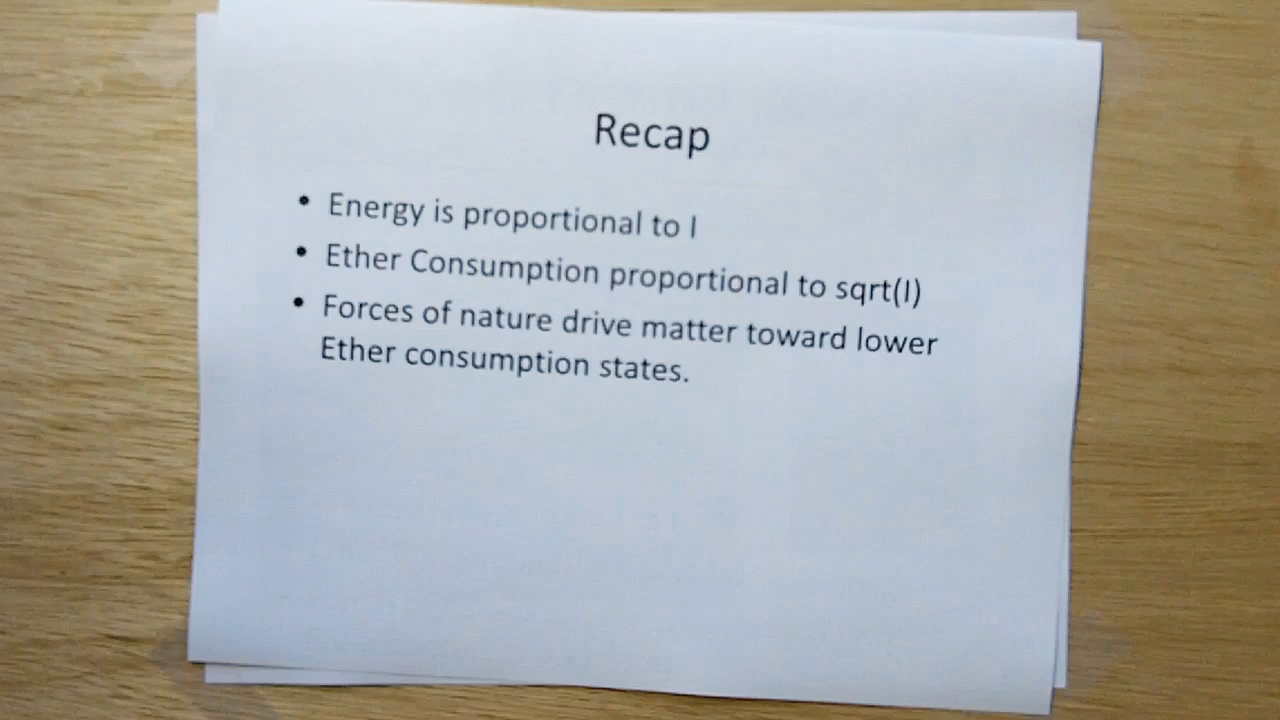 Recap
• Energy is proportional to I
• Ether Consumption proportional to sqrt(I)
• Forces of nature drive matter toward lower
Ether consumption states.